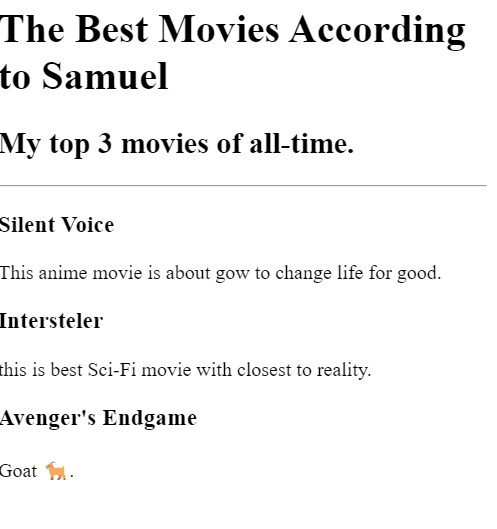 The Best Movies According
to Samuel
My top 3 movies of all-time.
Silent Voice
This anime movie is about gow to change life for good.
Intersteler
this is best Sci-Fi movie with closest to reality.
Avenger's Endgame
Goat 🐐.